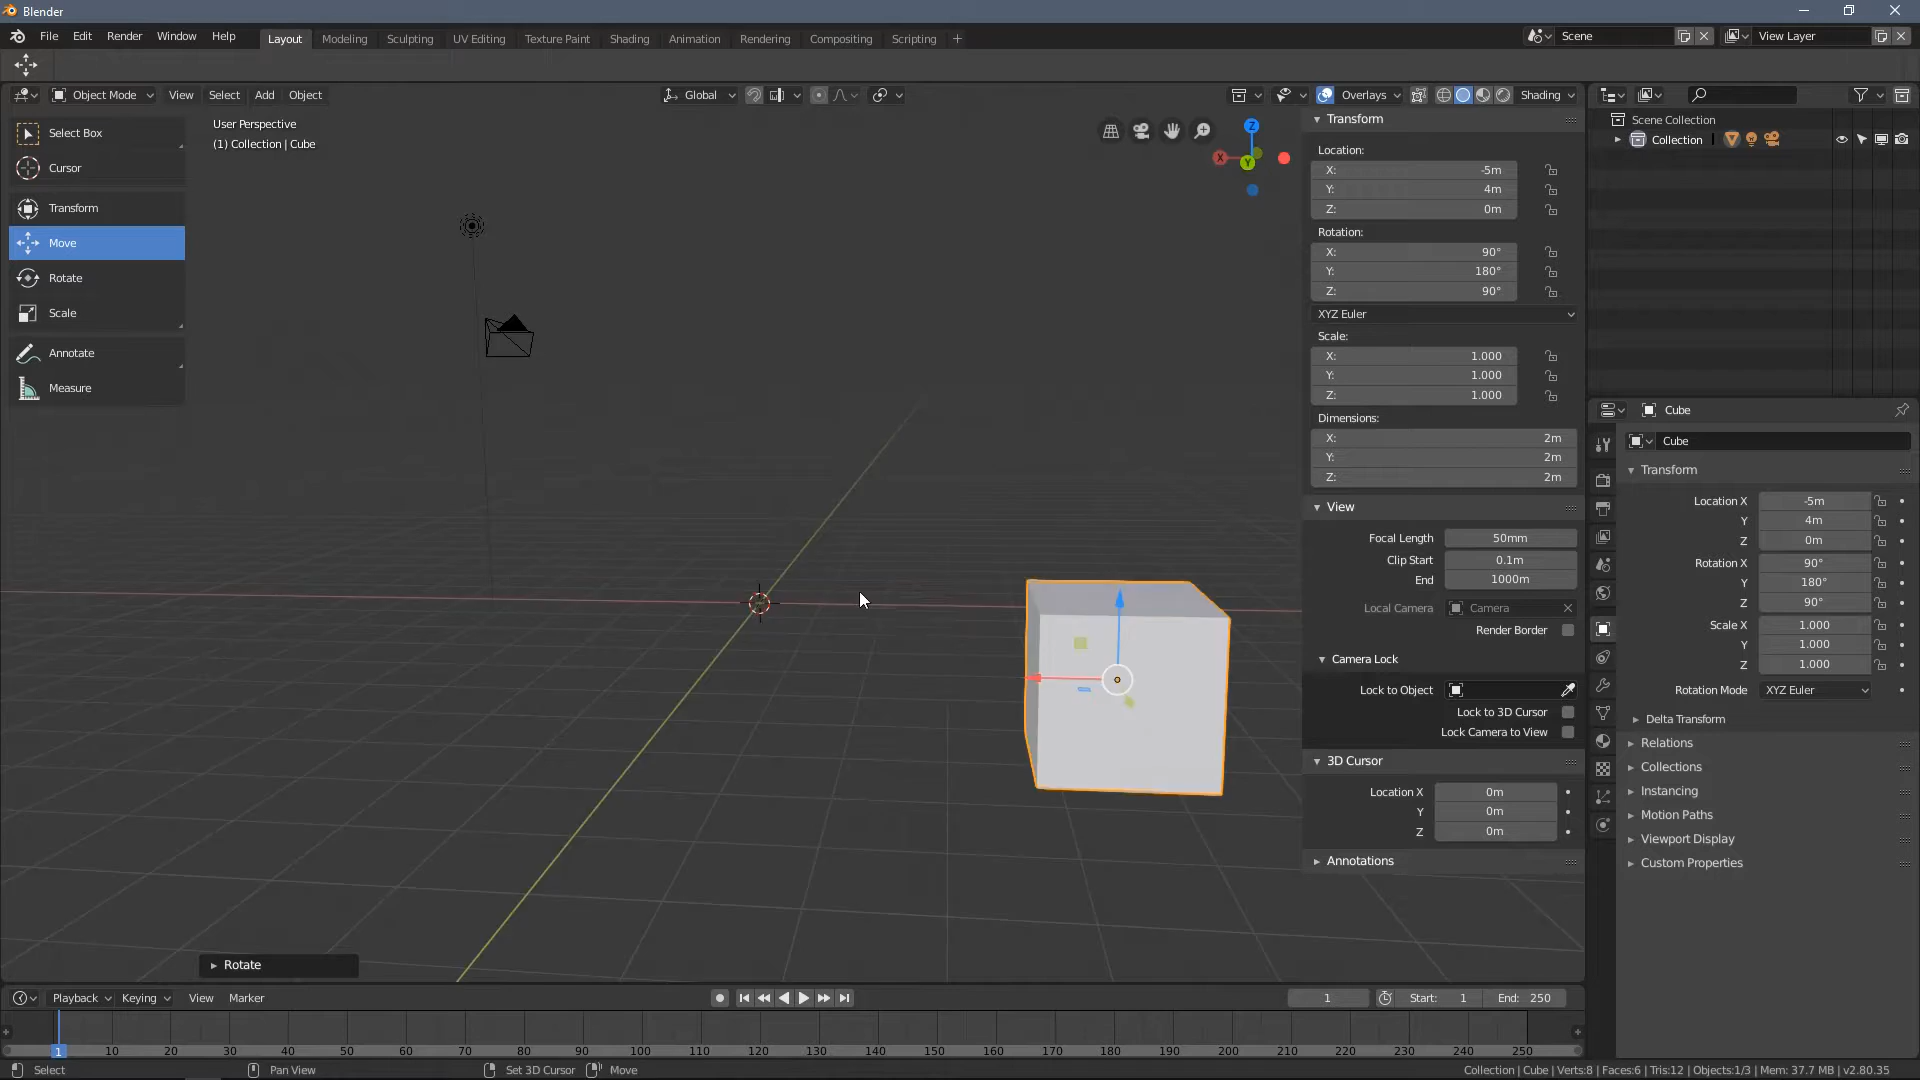 Blender
File Edit Render Window Help Layout Modeling Sculpting UV Editing Texture Paint Shading Animation Rendering Compositing Scripting + Scene View Layer
Object Mode View Select Add Object Global Overlays Shading
Select Box
Cursor
Transform
Move
Rotate
Scale
Annotate
Measure
User Perspective
(1) Collection | Cube
Z
X
Y
Transform
Location:
X: -5m
Y: 4m
Z: 0m
Rotation:
X: 90°
Y: 180°
Z: 90°
XYZ Euler
Scale:
X: 1.000
Y: 1.000
Z: 1.000
Dimensions:
X: 2m
Y: 2m
Z: 2m
View
Focal Length 50mm
Clip Start 0.1m
End 1000m
Local Camera Camera
Render Border
Camera Lock
Lock to Object
Lock to 3D Cursor
Lock Camera to View
3D Cursor
Location X 0m
Y 0m
Z 0m
Annotations
Scene Collection
Collection
Cube
Cube
Transform
Location X -5m
Y 4m
Z 0m
Rotation X 90°
Y 180°
Z 90°
Scale X 1.000
Y 1.000
Z 1.000
Rotation Mode XYZ Euler
Delta Transform
Relations
Collections
Instancing
Motion Paths
Viewport Display
Custom Properties
Rotate
Playback Keying View Marker 1 Start: 1 End: 250
1 10 20 30 40 50 60 70 80 90 100 110 120 130 140 150 160 170 180 190 200 210 220 230 240 250
Select Pan View Set 3D Cursor Move Collection | Cube | Verts:8 | Faces:6 | Tris:12 | Objects:1/3 | Mem: 37.7 MB | v2.80.35